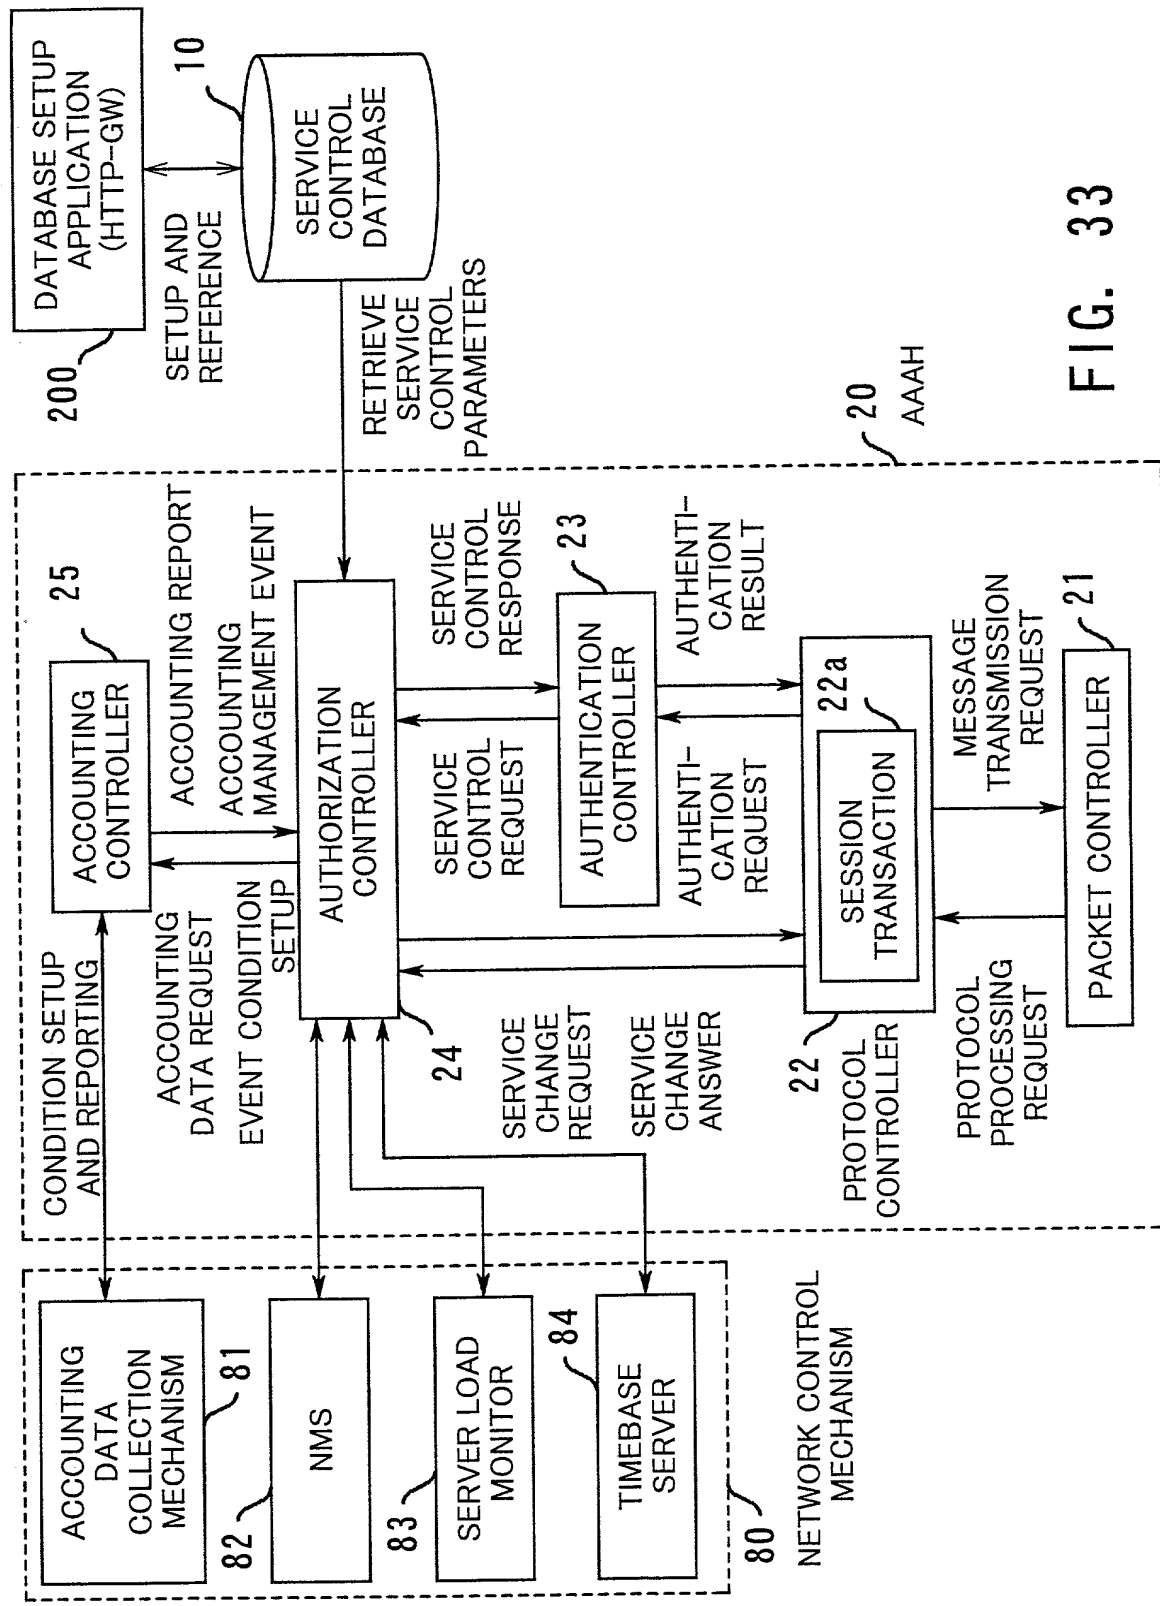 DATABASE SETUP
APPLICATION
(HTTP-GW)
200
SETUP AND
REFERENCE
10
SERVICE
CONTROL
DATABASE
RETRIEVE
SERVICE
CONTROL
PARAMETERS
FIG. 33
20
AAAH
25
ACCOUNTING
CONTROLLER
ACCOUNTING REPORT
ACCOUNTING
MANAGEMENT EVENT
CONDITION SETUP
AND REPORTING
ACCOUNTING
DATA REQUEST
EVENT CONDITION
SETUP
AUTHORIZATION
CONTROLLER
24
SERVICE
CONTROL
RESPONSE
SERVICE
CONTROL
REQUEST
23
AUTHENTICATION
CONTROLLER
AUTHENTI-
CATION
RESULT
AUTHENTI-
CATION
REQUEST
SERVICE
CHANGE
REQUEST
SERVICE
CHANGE
ANSWER
22a
SESSION
TRANSACTION
22
PROTOCOL
CONTROLLER
MESSAGE
TRANSMISSION
REQUEST
PROTOCOL
PROCESSING
REQUEST
21
PACKET CONTROLLER
ACCOUNTING
DATA
COLLECTION
MECHANISM
81
82
NMS
83
SERVER LOAD
MONITOR
84
TIMEBASE
SERVER
80
NETWORK CONTROL
MECHANISM